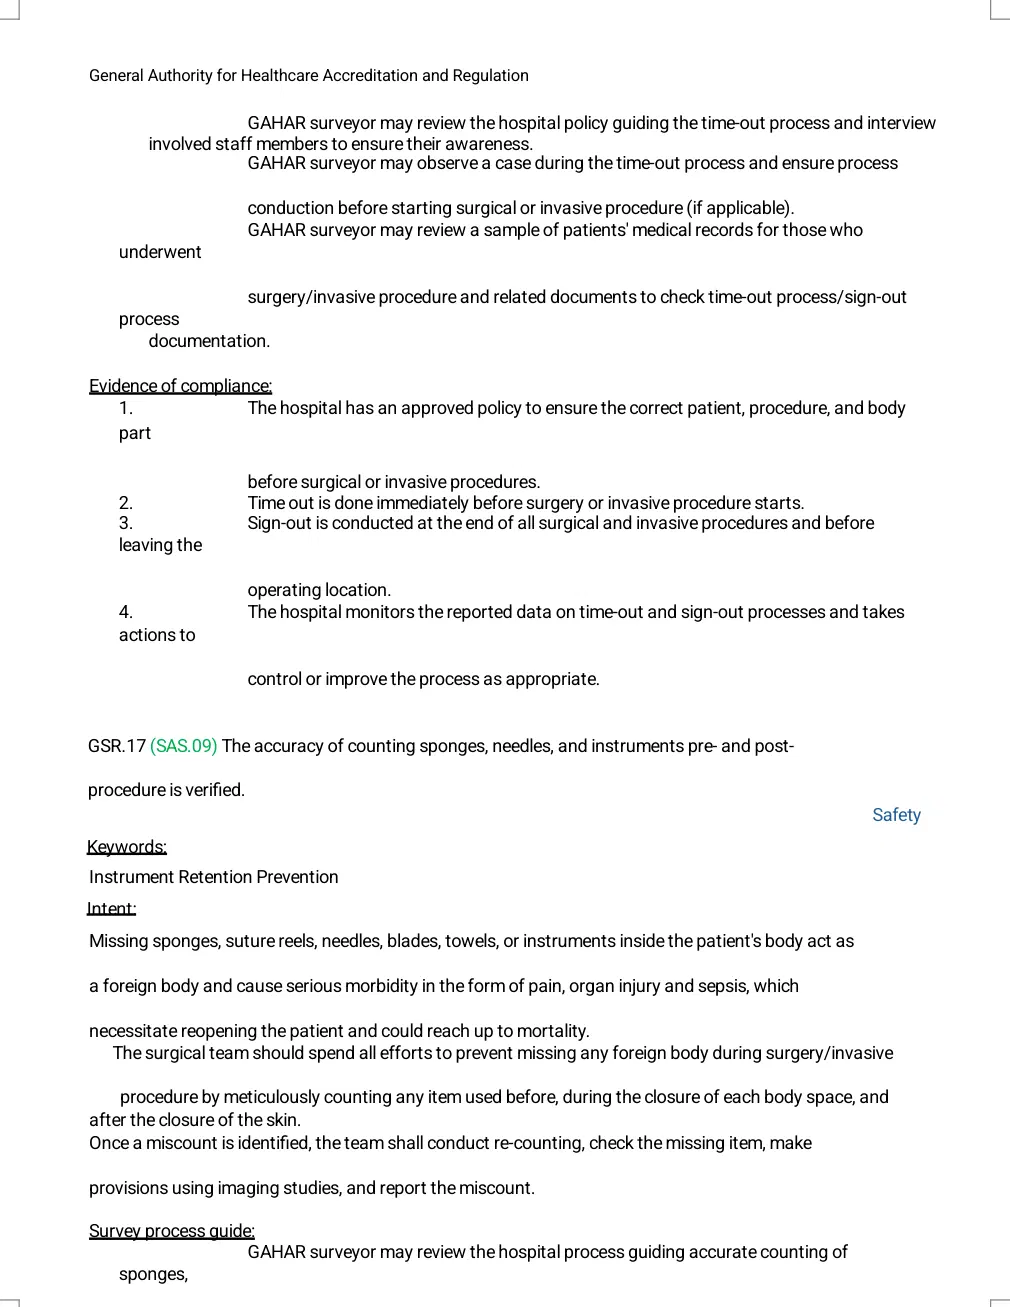 General Authority for Healthcare Accreditation and Regulation
GAHAR surveyor may review the hospital policy guiding the time-out process and interview
involved staff members to ensure their awareness.
GAHAR surveyor may observe a case during the time-out process and ensure process
conduction before starting surgical or invasive procedure (if applicable).
GAHAR surveyor may review a sample of patients' medical records for those who
underwent
surgery/invasive procedure and related documents to check time-out process/sign-out
process
documentation.
Evidence of compliance:
1. The hospital has an approved policy to ensure the correct patient, procedure, and body
part
before surgical or invasive procedures.
2. Time out is done immediately before surgery or invasive procedure starts.
3. Sign-out is conducted at the end of all surgical and invasive procedures and before
leaving the
operating location.
4. The hospital monitors the reported data on time-out and sign-out processes and takes
actions to
control or improve the process as appropriate.
GSR.17 (SAS.09) The accuracy of counting sponges, needles, and instruments pre- and post-
procedure is verified.
Safety
Keywords:
Instrument Retention Prevention
Intent:
Missing sponges, suture reels, needles, blades, towels, or instruments inside the patient's body act as
a foreign body and cause serious morbidity in the form of pain, organ injury and sepsis, which
necessitate reopening the patient and could reach up to mortality.
The surgical team should spend all efforts to prevent missing any foreign body during surgery/invasive
procedure by meticulously counting any item used before, during the closure of each body space, and
after the closure of the skin.
Once a miscount is identified, the team shall conduct re-counting, check the missing item, make
provisions using imaging studies, and report the miscount.
Survey process guide:
GAHAR surveyor may review the hospital process guiding accurate counting of
sponges,